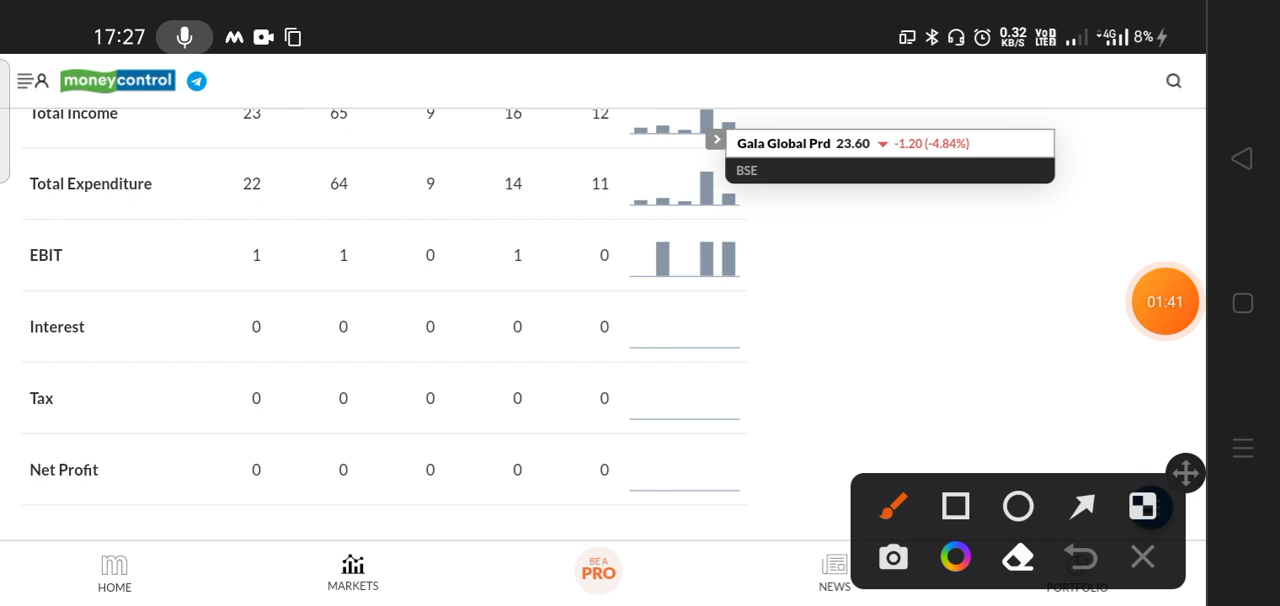 17:27
0.32 KB/S VoD LTE2 4G 8%
moneycontrol
Total Income 23 65 9 16 12
Gala Global Prd 23.60 -1.20 (-4.84%)
BSE
Total Expenditure 22 64 9 14 11
EBIT 1 1 0 1 0
01:41
Interest 0 0 0 0 0
Tax 0 0 0 0 0
Net Profit 0 0 0 0 0
HOME
MARKETS
BE A
PRO
NEWS
PORTFOLIO